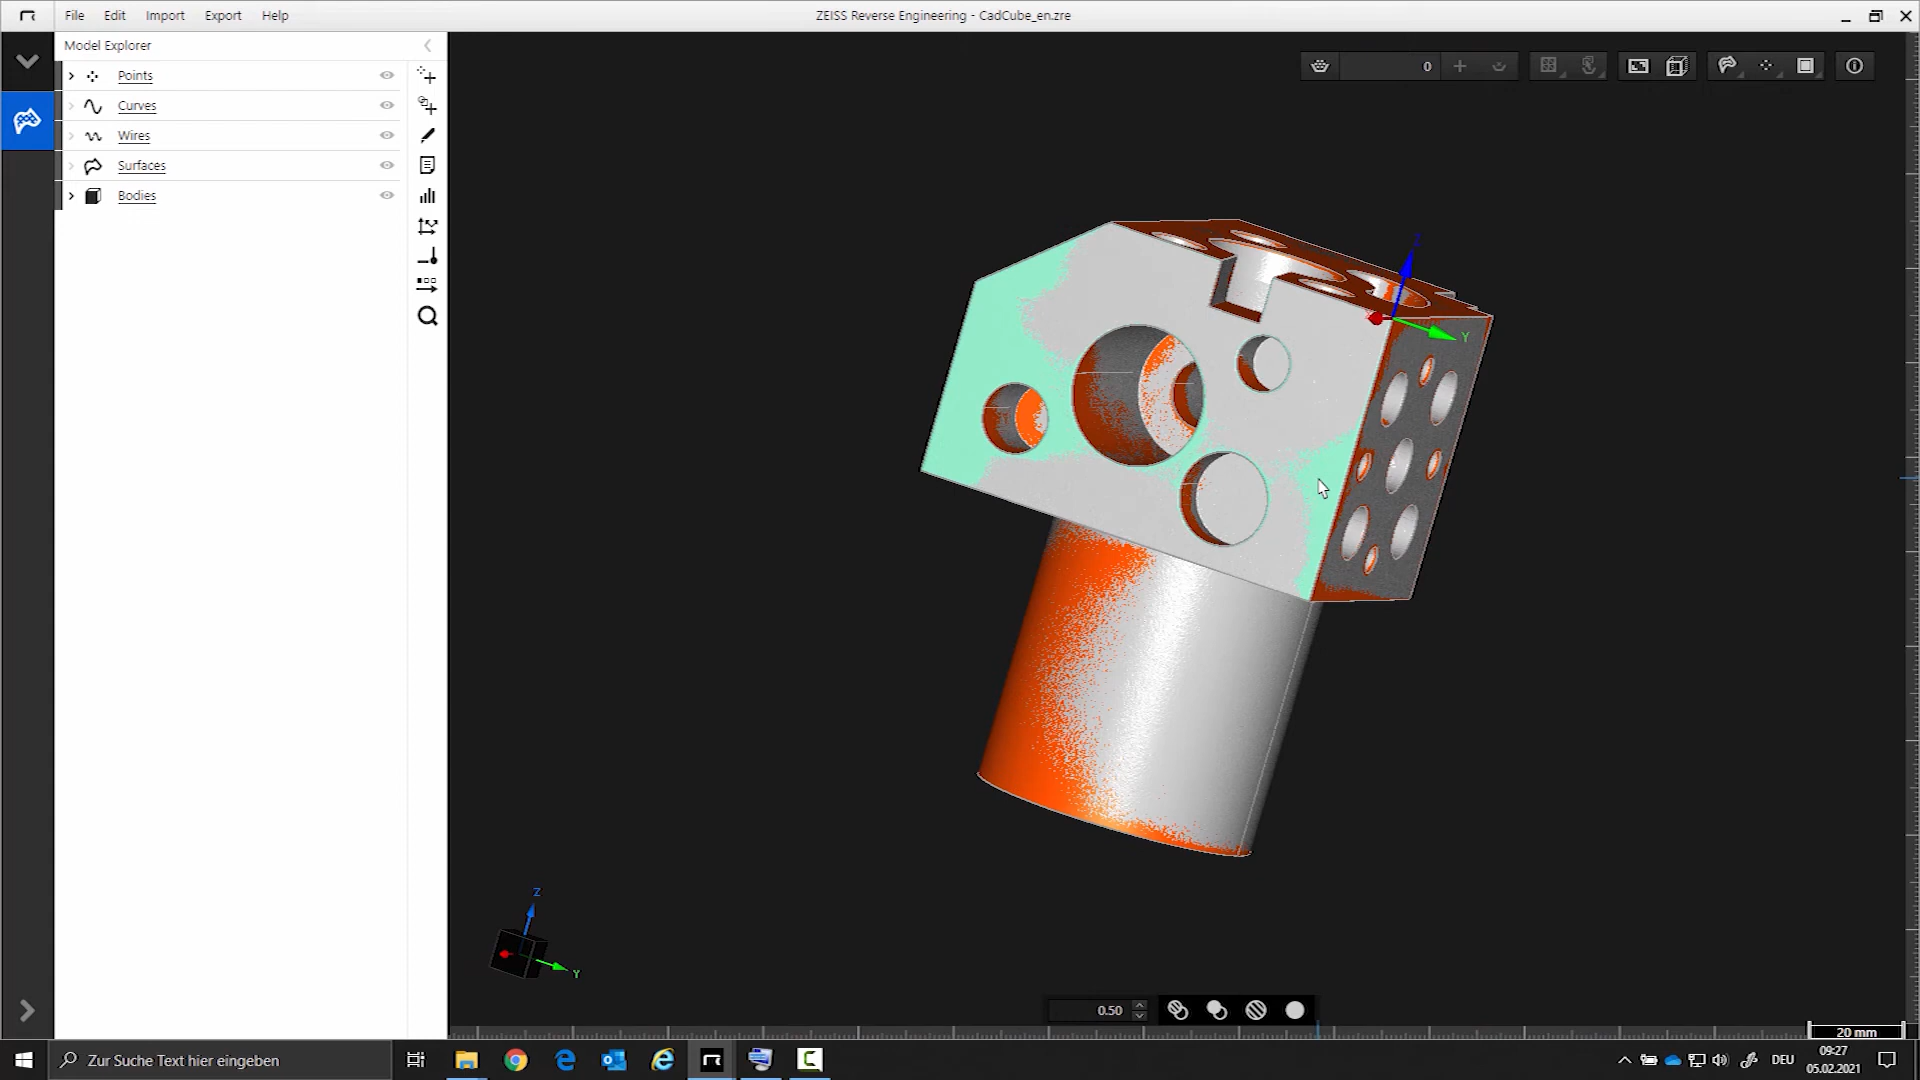 File Edit Import Export Help
ZEISS Reverse Engineering - CadCube_en.zre
Model Explorer
Points
Curves
Wires
Surfaces
Bodies
0
Z
Y
Z
Y
0.50
20 mm
Zur Suche Text hier eingeben
DEU
09:27
05.02.2021